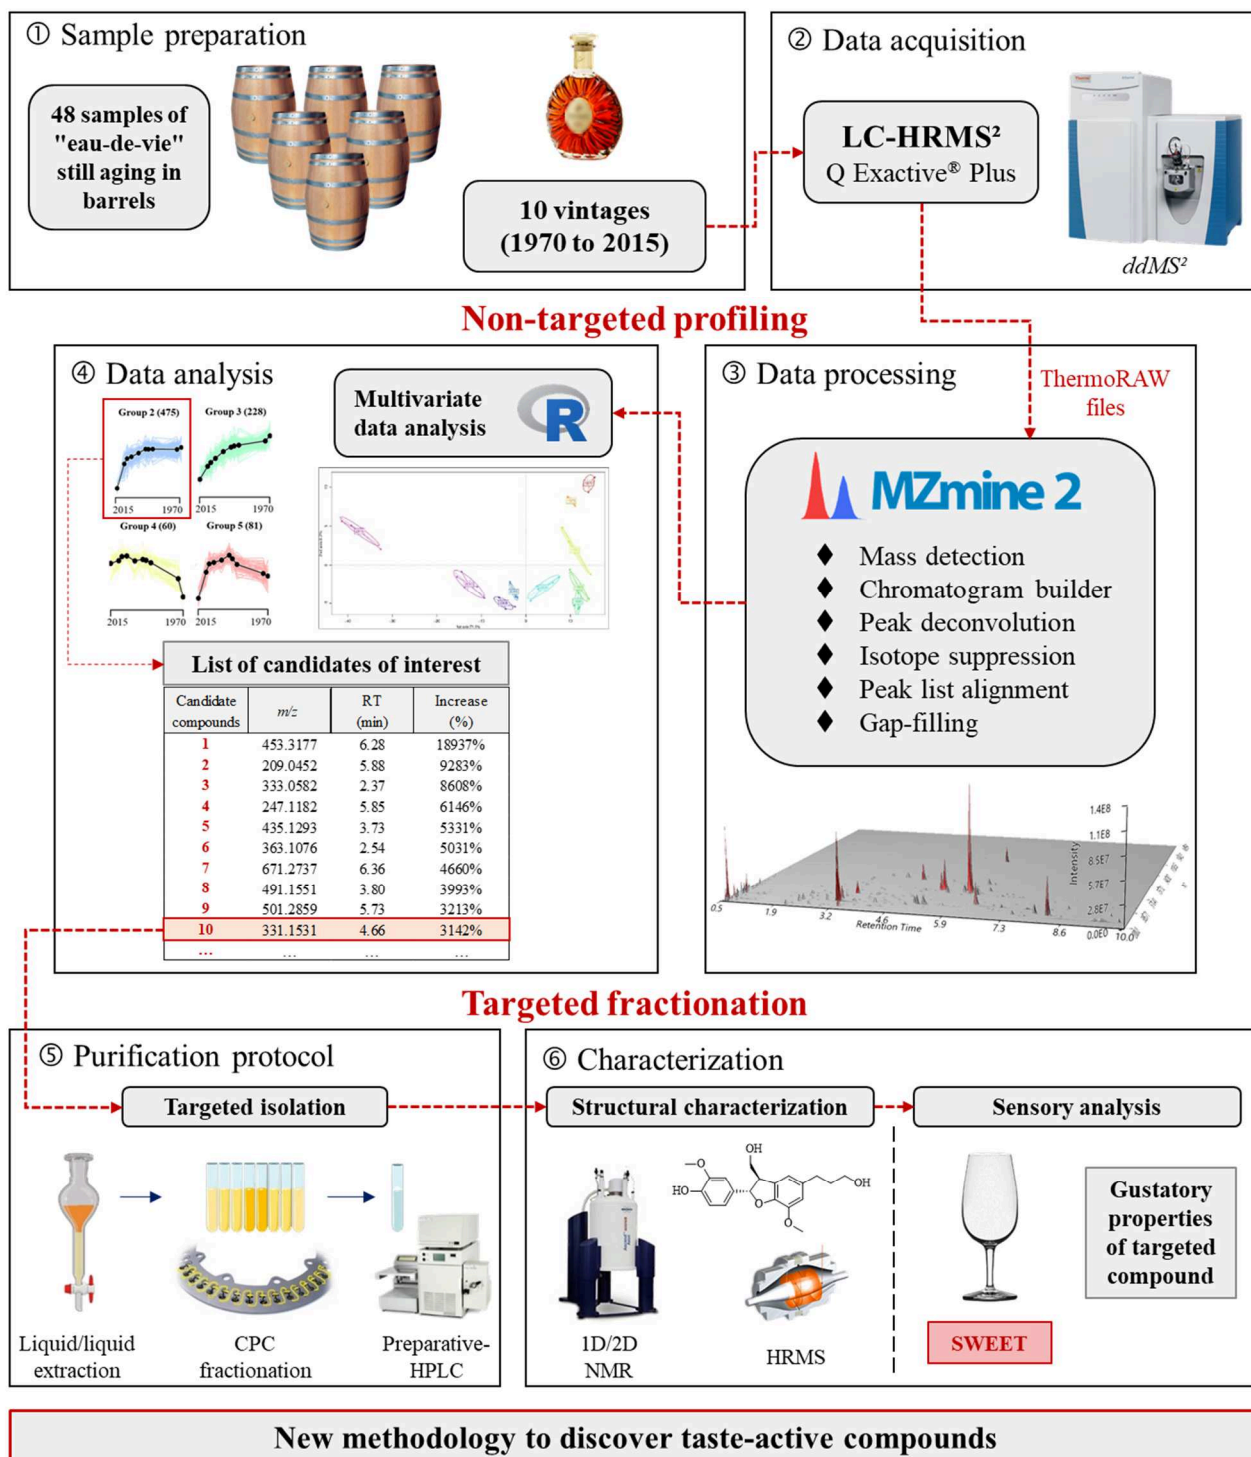 ① Sample preparation
48 samples of
"eau-de-vie"
still aging in
barrels
10 vintages
(1970 to 2015)
② Data acquisition
LC-HRMS²
Q Exactive® Plus
ddMS²
Non-targeted profiling
④ Data analysis
Group 2 (475)
Group 3 (228)
2015 1970
2015 1970
Group 4 (60)
Group 5 (81)
2015 1970
2015 1970
Multivariate
data analysis
R
List of candidates of interest
Candidate compounds m/z RT (min) Increase (%)
1 453.3177 6.28 18937%
2 209.0452 5.88 9283%
3 333.0582 2.37 8608%
4 247.1182 5.85 6146%
5 435.1293 3.73 5331%
6 363.1076 2.54 5031%
7 671.2737 6.36 4660%
8 491.1551 3.80 3993%
9 501.2859 5.73 3213%
10 331.1531 4.66 3142%
... ... ... ...
③ Data processing
ThermoRAW
files
MZmine 2
♦ Mass detection
♦ Chromatogram builder
♦ Peak deconvolution
♦ Isotope suppression
♦ Peak list alignment
♦ Gap-filling
1.4E8
1.1E8
8.5E7
5.7E7
2.8E7
0.0E0
Intensity
0.5 1.9 3.2 4.6 5.9 7.3 8.6 10.0
Retention Time
Targeted fractionation
⑤ Purification protocol
Targeted isolation
Liquid/liquid
extraction
CPC
fractionation
Preparative-
HPLC
⑥ Characterization
Structural characterization
OH
O
HO
O
O
OH
1D/2D
NMR
HRMS
Sensory analysis
Gustatory
properties
of targeted
compound
SWEET
New methodology to discover taste-active compounds